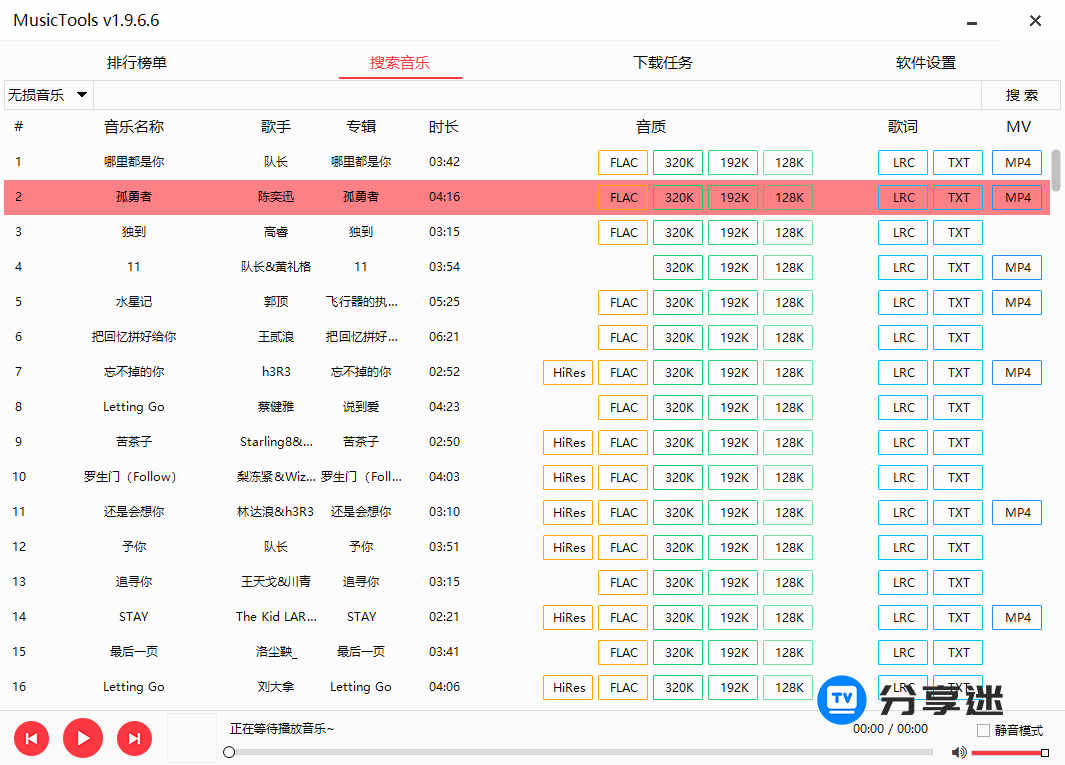 MusicTools v1.9.6.6
排行榜单 搜索音乐 下载任务 软件设置
无损音乐 搜 索
# 音乐名称 歌手 专辑 时长 音质 歌词 MV
1 哪里都是你 队长 哪里都是你 03:42 FLAC 320K 192K 128K LRC TXT MP4
2 孤勇者 陈奕迅 孤勇者 04:16 FLAC 320K 192K 128K LRC TXT MP4
3 独到 高睿 独到 03:15 FLAC 320K 192K 128K LRC TXT
4 11 队长&黄礼格 11 03:54 320K 192K 128K LRC TXT MP4
5 水星记 郭顶 飞行器的执... 05:25 FLAC 320K 192K 128K LRC TXT MP4
6 把回忆拼好给你 王贰浪 把回忆拼好... 06:21 FLAC 320K 192K 128K LRC TXT
7 忘不掉的你 h3R3 忘不掉的你 02:52 HiRes FLAC 320K 192K 128K LRC TXT MP4
8 Letting Go 蔡健雅 说到爱 04:23 FLAC 320K 192K 128K LRC TXT
9 苦茶子 Starling8&... 苦茶子 02:50 HiRes FLAC 320K 192K 128K LRC TXT
10 罗生门（Follow） 梨冻紧&Wiz... 罗生门（Foll... 04:03 HiRes FLAC 320K 192K 128K LRC TXT
11 还是会想你 林达浪&h3R3 还是会想你 03:10 HiRes FLAC 320K 192K 128K LRC TXT MP4
12 予你 队长 予你 03:51 HiRes FLAC 320K 192K 128K LRC TXT
13 追寻你 王天戈&川青 追寻你 03:15 FLAC 320K 192K 128K LRC TXT
14 STAY The Kid LAR... STAY 02:21 HiRes FLAC 320K 192K 128K LRC TXT MP4
15 最后一页 洛尘鞅_ 最后一页 03:41 FLAC 320K 192K 128K LRC TXT
16 Letting Go 刘大拿 Letting Go 04:06 HiRes FLAC 320K 192K 128K LRC TXT
TV 分享迷
正在等待播放音乐~ 00:00 / 00:00 静音模式